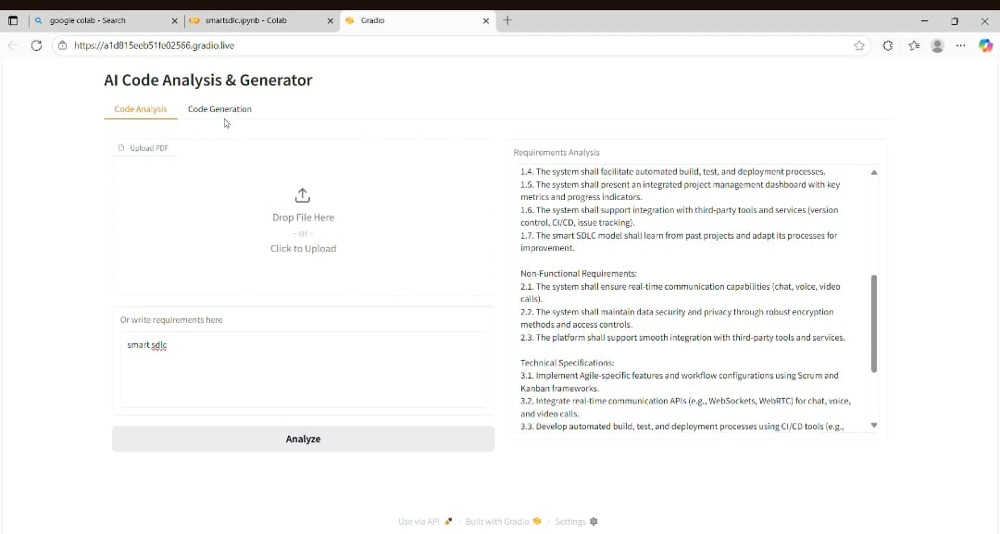 google colab - Search
smartsdlc.ipynb - Colab
Gradio
https://a1d815eeb51fe02566.gradio.live
AI Code Analysis & Generator
Code Analysis
Code Generation
Upload PDF
Drop File Here
- or -
Click to Upload
Or write requirements here
smart sdlc
Analyze
Requirements Analysis
1.4. The system shall facilitate automated build, test, and deployment processes.
1.5. The system shall present an integrated project management dashboard with key
metrics and progress indicators.
1.6. The system shall support integration with third-party tools and services (version
control, CI/CD, issue tracking).
1.7. The smart SDLC model shall learn from past projects and adapt its processes for
improvement.
Non-Functional Requirements:
2.1. The system shall ensure real-time communication capabilities (chat, voice, video
calls).
2.2. The system shall maintain data security and privacy through robust encryption
methods and access controls.
2.3. The platform shall support smooth integration with third-party tools and services.
Technical Specifications:
3.1. Implement Agile-specific features and workflow configurations using Scrum and
Kanban frameworks.
3.2. Integrate real-time communication APIs (e.g., WebSockets, WebRTC) for chat, voice,
and video calls.
3.3. Develop automated build, test, and deployment processes using CI/CD tools (e.g.,
Use via API · Built with Gradio · Settings